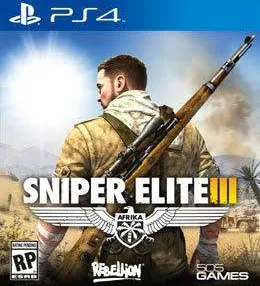 PS4
SNIPER ELITE III
AFRIKA
RATING PENDING
RP
ESRB
REBELLION
505
GAMES